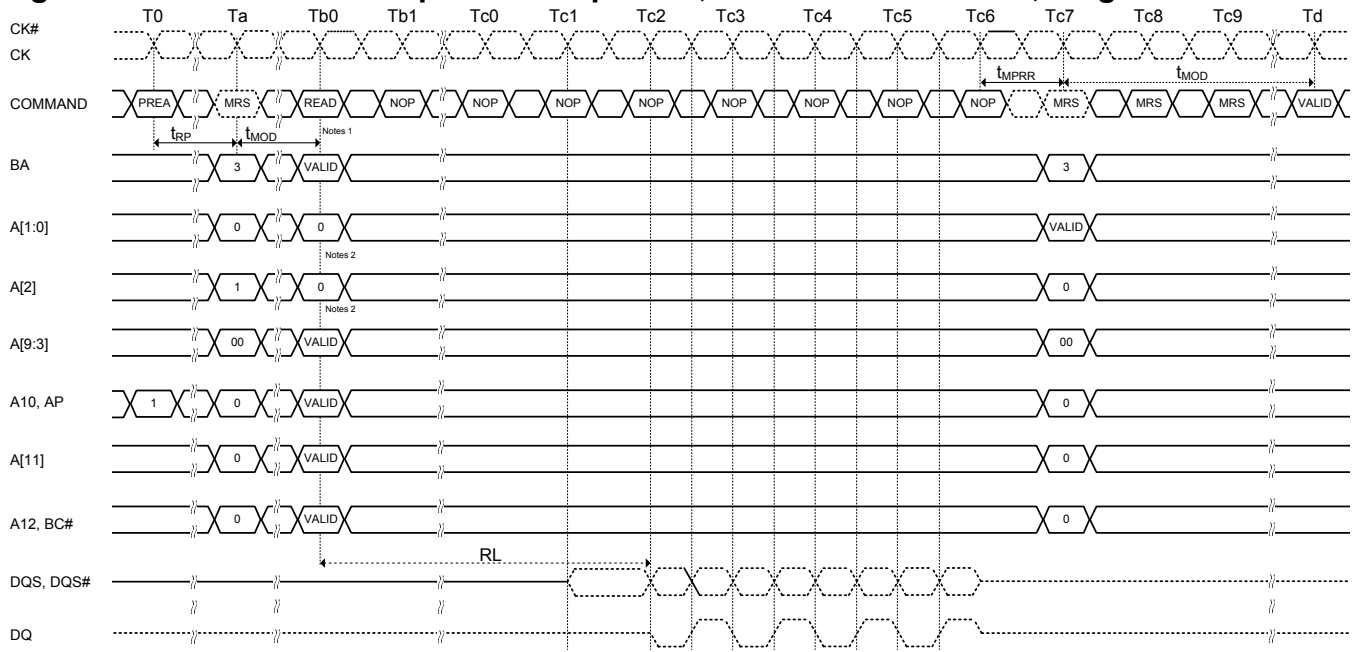 T0 Ta Tb0 Tb1 Tc0 Tc1 Tc2 Tc3 Tc4 Tc5 Tc6 Tc7 Tc8 Tc9 Td
CK#
CK
tMPRR tMOD
COMMAND PREA MRS READ NOP NOP NOP NOP NOP NOP NOP NOP MRS MRS MRS VALID
tRP tMOD Notes 1
BA 3 VALID 3
A[1:0] 0 0 VALID
Notes 2
A[2] 1 0 0
Notes 2
A[9:3] 00 VALID 00
A10, AP 1 0 VALID 0
A[11] 0 VALID 0
A12, BC# 0 VALID 0
RL
DQS, DQS#
DQ